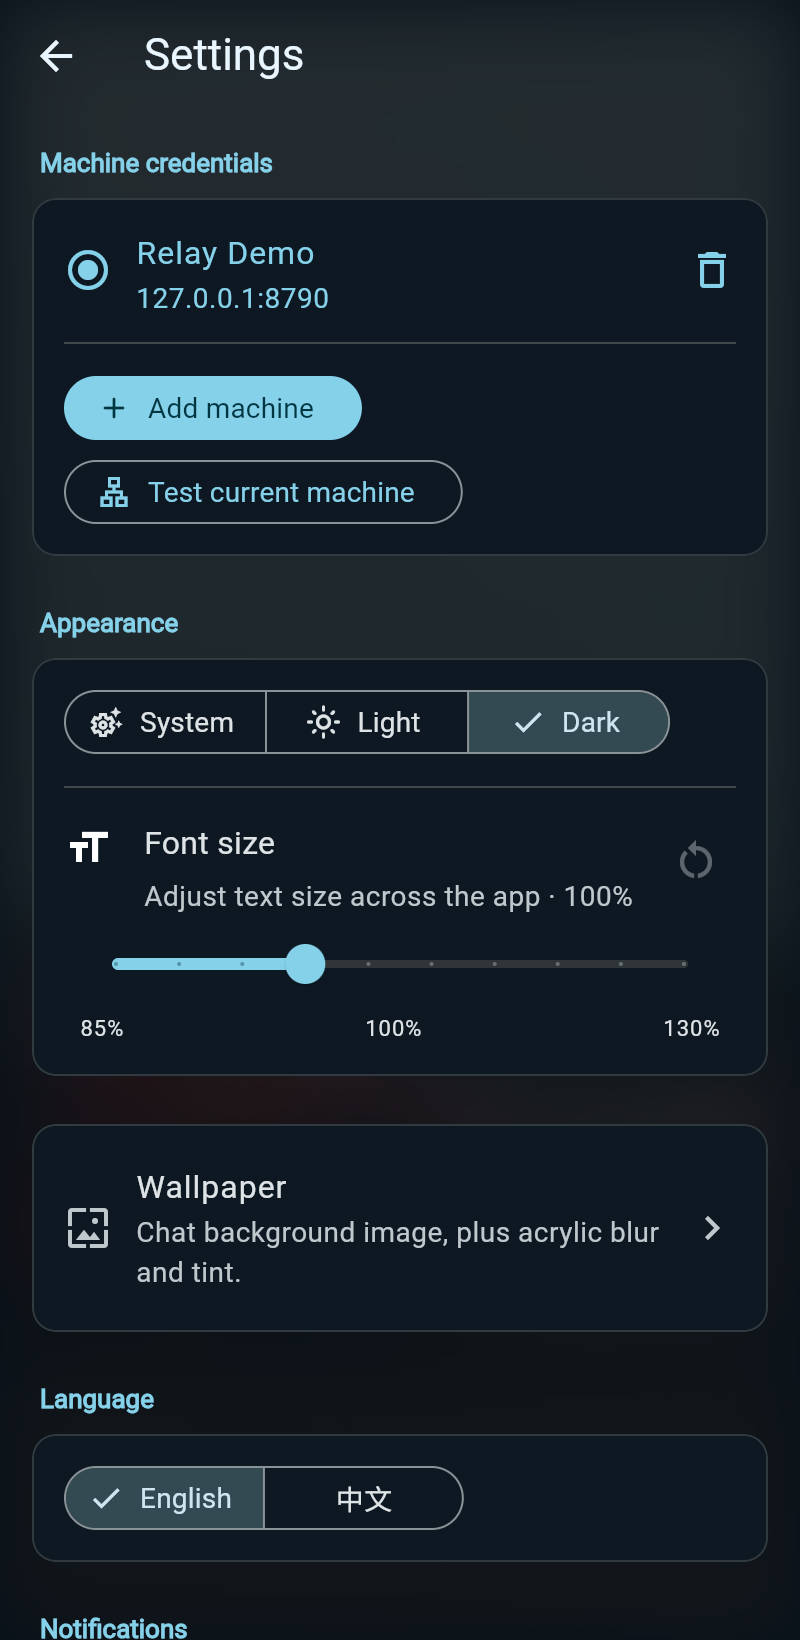 Settings
Machine credentials
Relay Demo
127.0.0.1:8790
Add machine
Test current machine
Appearance
System
Light
Dark
Font size
Adjust text size across the app · 100%
85%
100%
130%
Wallpaper
Chat background image, plus acrylic blur
and tint.
Language
English
中文
Notifications